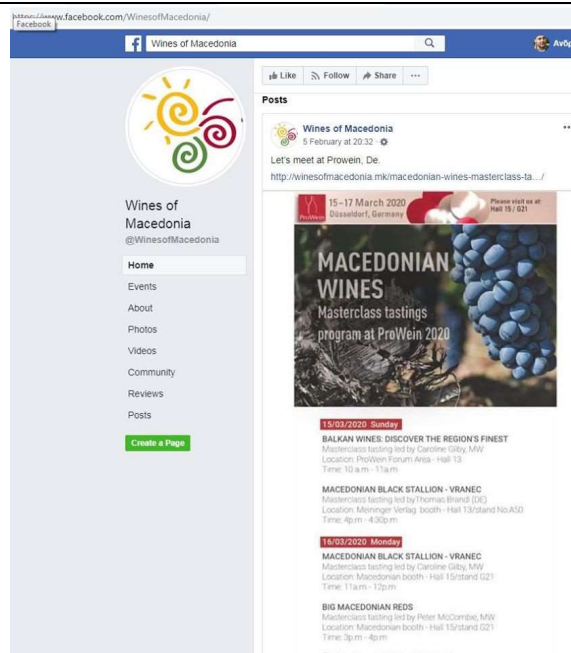 https://www.facebook.com/WinesofMacedonia/
Facebook
Wines of Macedonia
Like
Follow
Share
Posts
Wines of Macedonia
5 February at 20:32
Let's meet at Prowein, De.
http://winesofmacedonia.mk/macedonian-wines-masterclass-ta…/
Wines of
Macedonia
@WinesofMacedonia
Home
Events
About
Photos
Videos
Community
Reviews
Posts
Create a Page
ProWein
15–17 March 2020
Düsseldorf, Germany
Please visit us at
Hall 15 / G21
MACEDONIAN
WINES
Masterclass tastings
program at ProWein 2020
15/03/2020 Sunday
BALKAN WINES: DISCOVER THE REGION'S FINEST
Masterclass tasting led by Caroline Gilby, MW
Location: ProWein Forum Area - Hall 13
Time: 10 a.m - 11a.m
MACEDONIAN BLACK STALLION - VRANEC
Masterclass tasting led byThomas Brandl (DE)
Location: Meininger Verlag booth - Hall 13/stand No.A50
Time: 4p.m - 4:30p.m
16/03/2020 Monday
MACEDONIAN BLACK STALLION - VRANEC
Masterclass tasting led by Caroline Gilby, MW
Location: Macedonian booth - Hall 15/stand G21
Time: 11a.m - 12p.m
BIG MACEDONIAN REDS
Masterclass tasting led by Peter McCombie, MW
Location: Macedonian booth - Hall 15/stand G21
Time: 3p.m - 4p.m